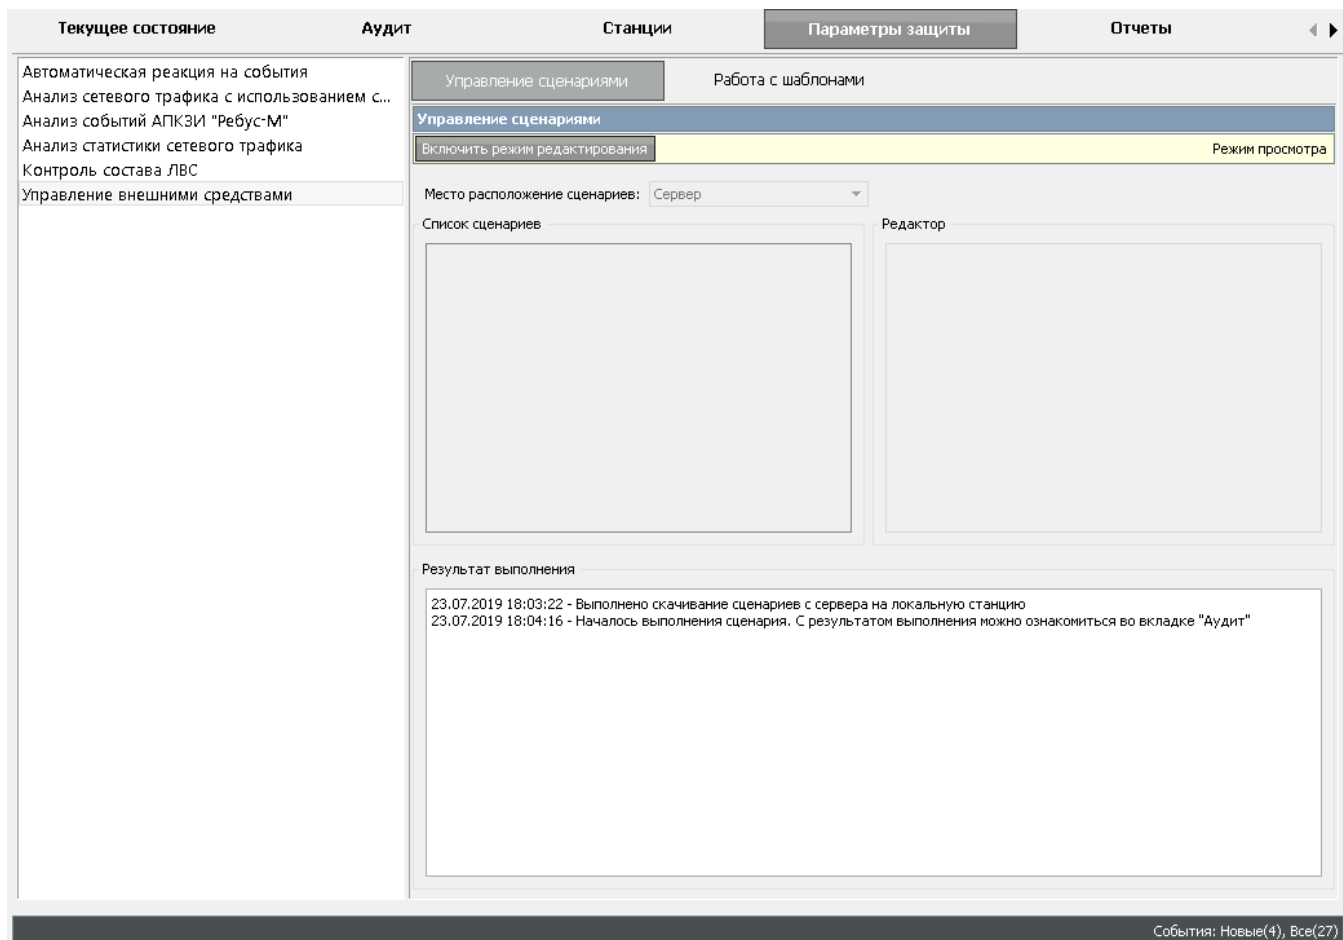 Текущее состояние Аудит Станции Параметры защиты Отчеты
Автоматическая реакция на события
Анализ сетевого трафика с использованием с...
Анализ событий АПКЗИ "Ребус-М"
Анализ статистики сетевого трафика
Контроль состава ЛВС
Управление внешними средствами
Управление сценариями Работа с шаблонами
Управление сценариями
Включить режим редактирования Режим просмотра
Место расположение сценариев: Сервер
Список сценариев Редактор
Результат выполнения
23.07.2019 18:03:22 - Выполнено скачивание сценариев с сервера на локальную станцию
23.07.2019 18:04:16 - Началось выполнения сценария. С результатом выполнения можно ознакомиться во вкладке "Аудит"
События: Новые(4), Все(27)